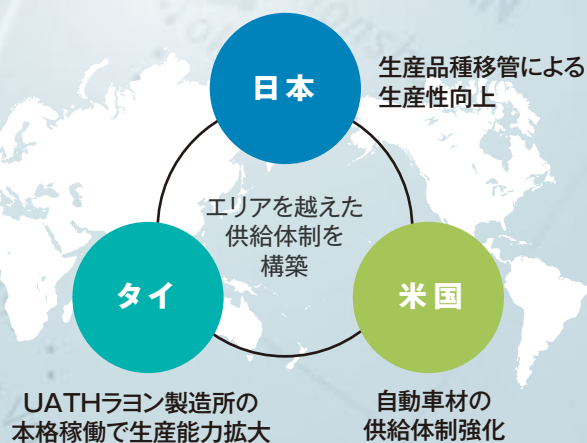 日本
生産品種移管による
生産性向上
エリアを越えた
供給体制を
構築
タイ
米国
UATHラヨン製造所の
本格稼働で生産能力拡大
自動車材の
供給体制強化